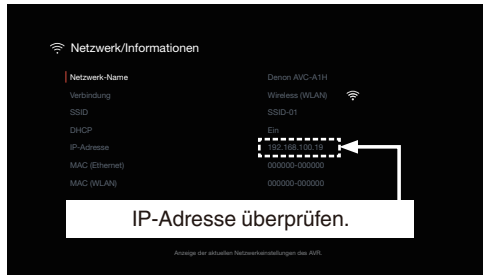 Netzwerk/Informationen
Netzwerk-Name Denon AVC-A1H
Verbindung Wireless (WLAN)
SSID SSID-01
DHCP Ein
IP-Adresse 192.168.100.19
MAC (Ethernet) 000000-000000
MAC (WLAN) 000000-000000
IP-Adresse überprüfen.
Anzeige der aktuellen Netzwerkeinstellungen des AVR.